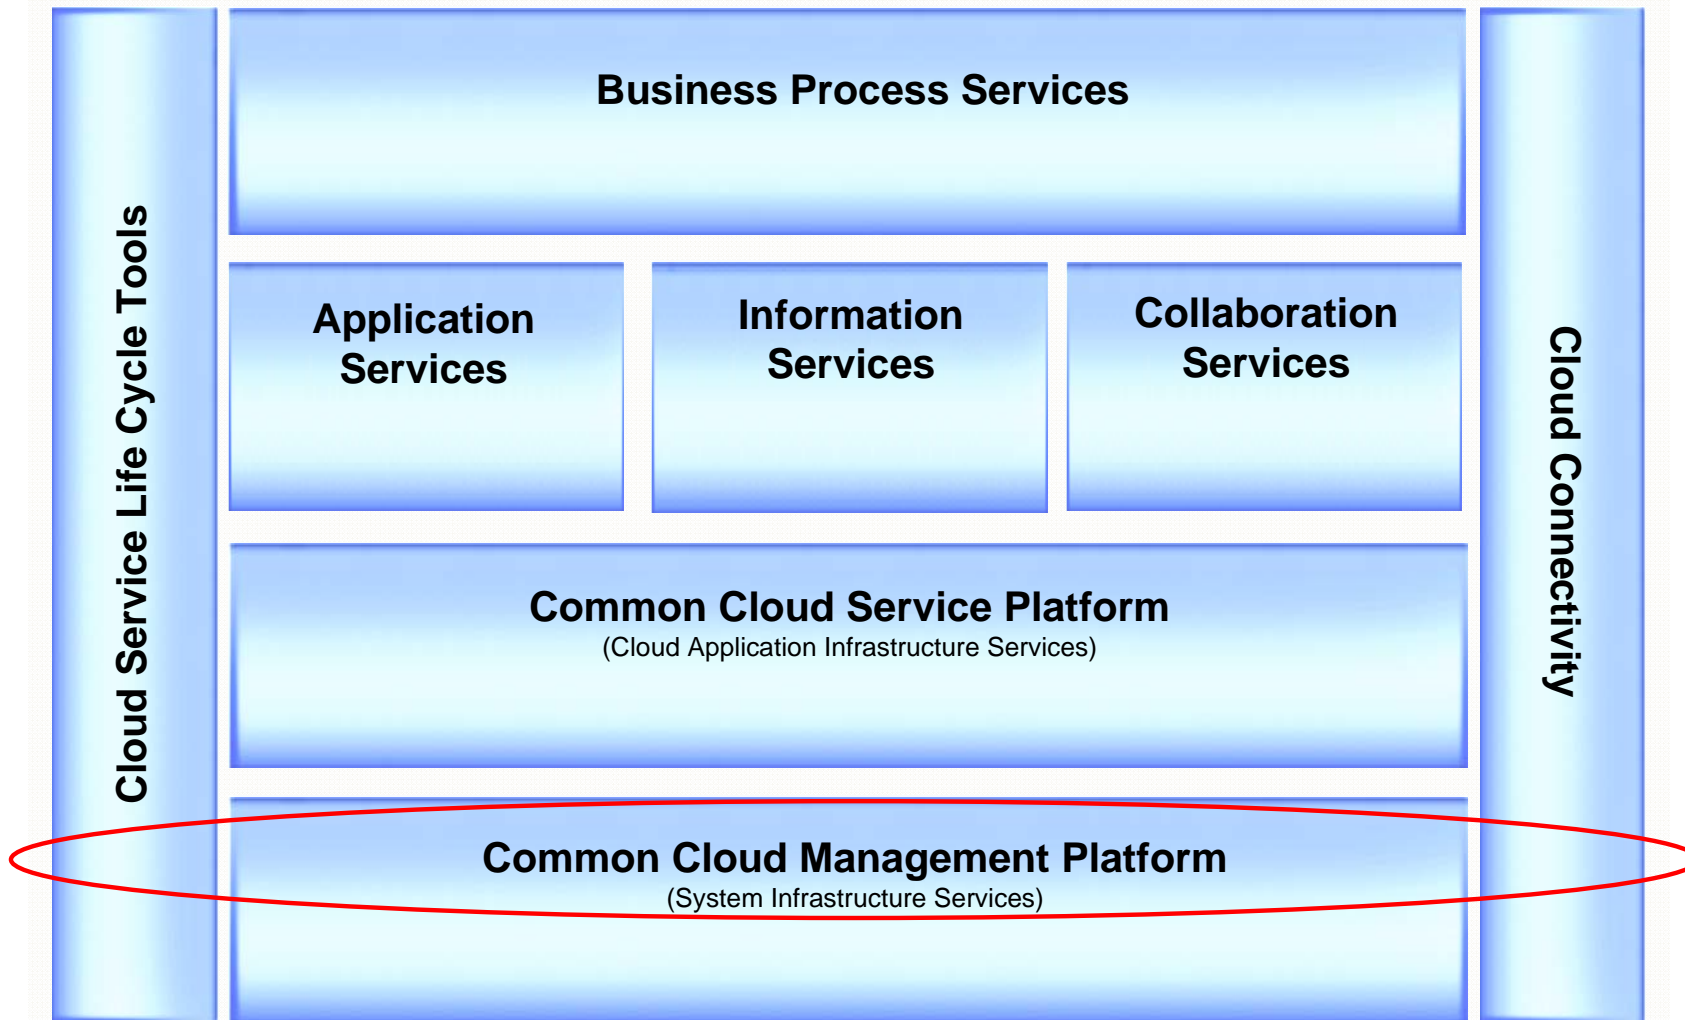 Cloud Service Life Cycle Tools
Business Process Services
Application
Services
Information
Services
Collaboration
Services
Common Cloud Service Platform
(Cloud Application Infrastructure Services)
Common Cloud Management Platform
(System Infrastructure Services)
Cloud Connectivity